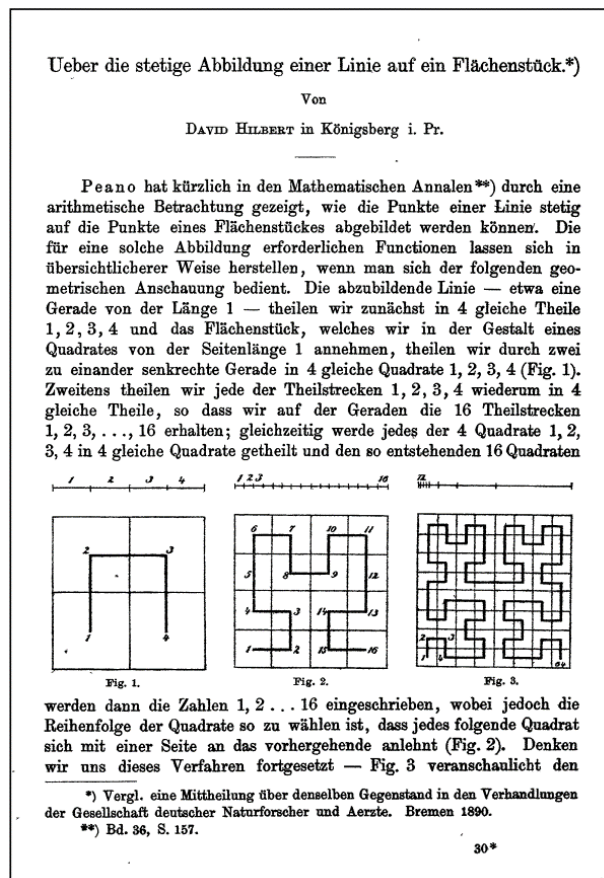 Ueber die stetige Abbildung einer Linie auf ein Flächenstück.*)
Von
DAVID HILBERT in Königsberg i. Pr.
Peano hat kürzlich in den Mathematischen Annalen**) durch eine
arithmetische Betrachtung gezeigt, wie die Punkte einer Linie stetig
auf die Punkte eines Flächenstückes abgebildet werden können. Die
für eine solche Abbildung erforderlichen Functionen lassen sich in
übersichtlicherer Weise herstellen, wenn man sich der folgenden geo-
metrischen Anschauung bedient. Die abzubildende Linie — etwa eine
Gerade von der Länge 1 — theilen wir zunächst in 4 gleiche Theile
1, 2, 3, 4 und das Flächenstück, welches wir in der Gestalt eines
Quadrates von der Seitenlänge 1 annehmen, theilen wir durch zwei
zu einander senkrechte Gerade in 4 gleiche Quadrate 1, 2, 3, 4 (Fig. 1).
Zweitens theilen wir jede der Theilstrecken 1, 2, 3, 4 wiederum in 4
gleiche Theile, so dass wir auf der Geraden die 16 Theilstrecken
1, 2, 3, . . ., 16 erhalten; gleichzeitig werde jedes der 4 Quadrate 1, 2,
3, 4 in 4 gleiche Quadrate getheilt und den so entstehenden 16 Quadraten
1 2 3 4
2 3
1 4
Fig. 1.
1 2 3 16
6 7 10 11
5 8 9 12
4 3 14 13
1 2 15 16
Fig. 2.
12
2 3
1 4 64
Fig. 3.
werden dann die Zahlen 1, 2 . . . 16 eingeschrieben, wobei jedoch die
Reihenfolge der Quadrate so zu wählen ist, dass jedes folgende Quadrat
sich mit einer Seite an das vorhergehende anlehnt (Fig. 2). Denken
wir uns dieses Verfahren fortgesetzt — Fig. 3 veranschaulicht den
*) Vergl. eine Mittheilung über denselben Gegenstand in den Verhandlungen
der Gesellschaft deutscher Naturforscher und Aerzte. Bremen 1890.
**) Bd. 36, S. 157.
30*